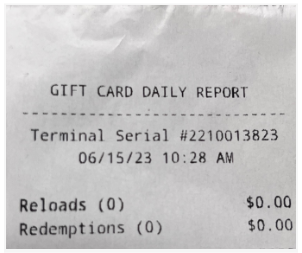 GIFT CARD DAILY REPORT
--------------------------------
Terminal Serial #2210013823
06/15/23 10:28 AM
Reloads (0) $0.00
Redemptions (0) $0.00